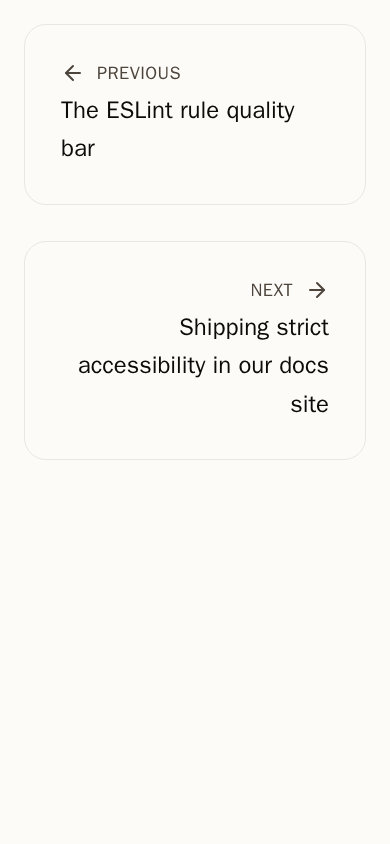 PREVIOUS
The ESLint rule quality
bar
NEXT
Shipping strict
accessibility in our docs
site